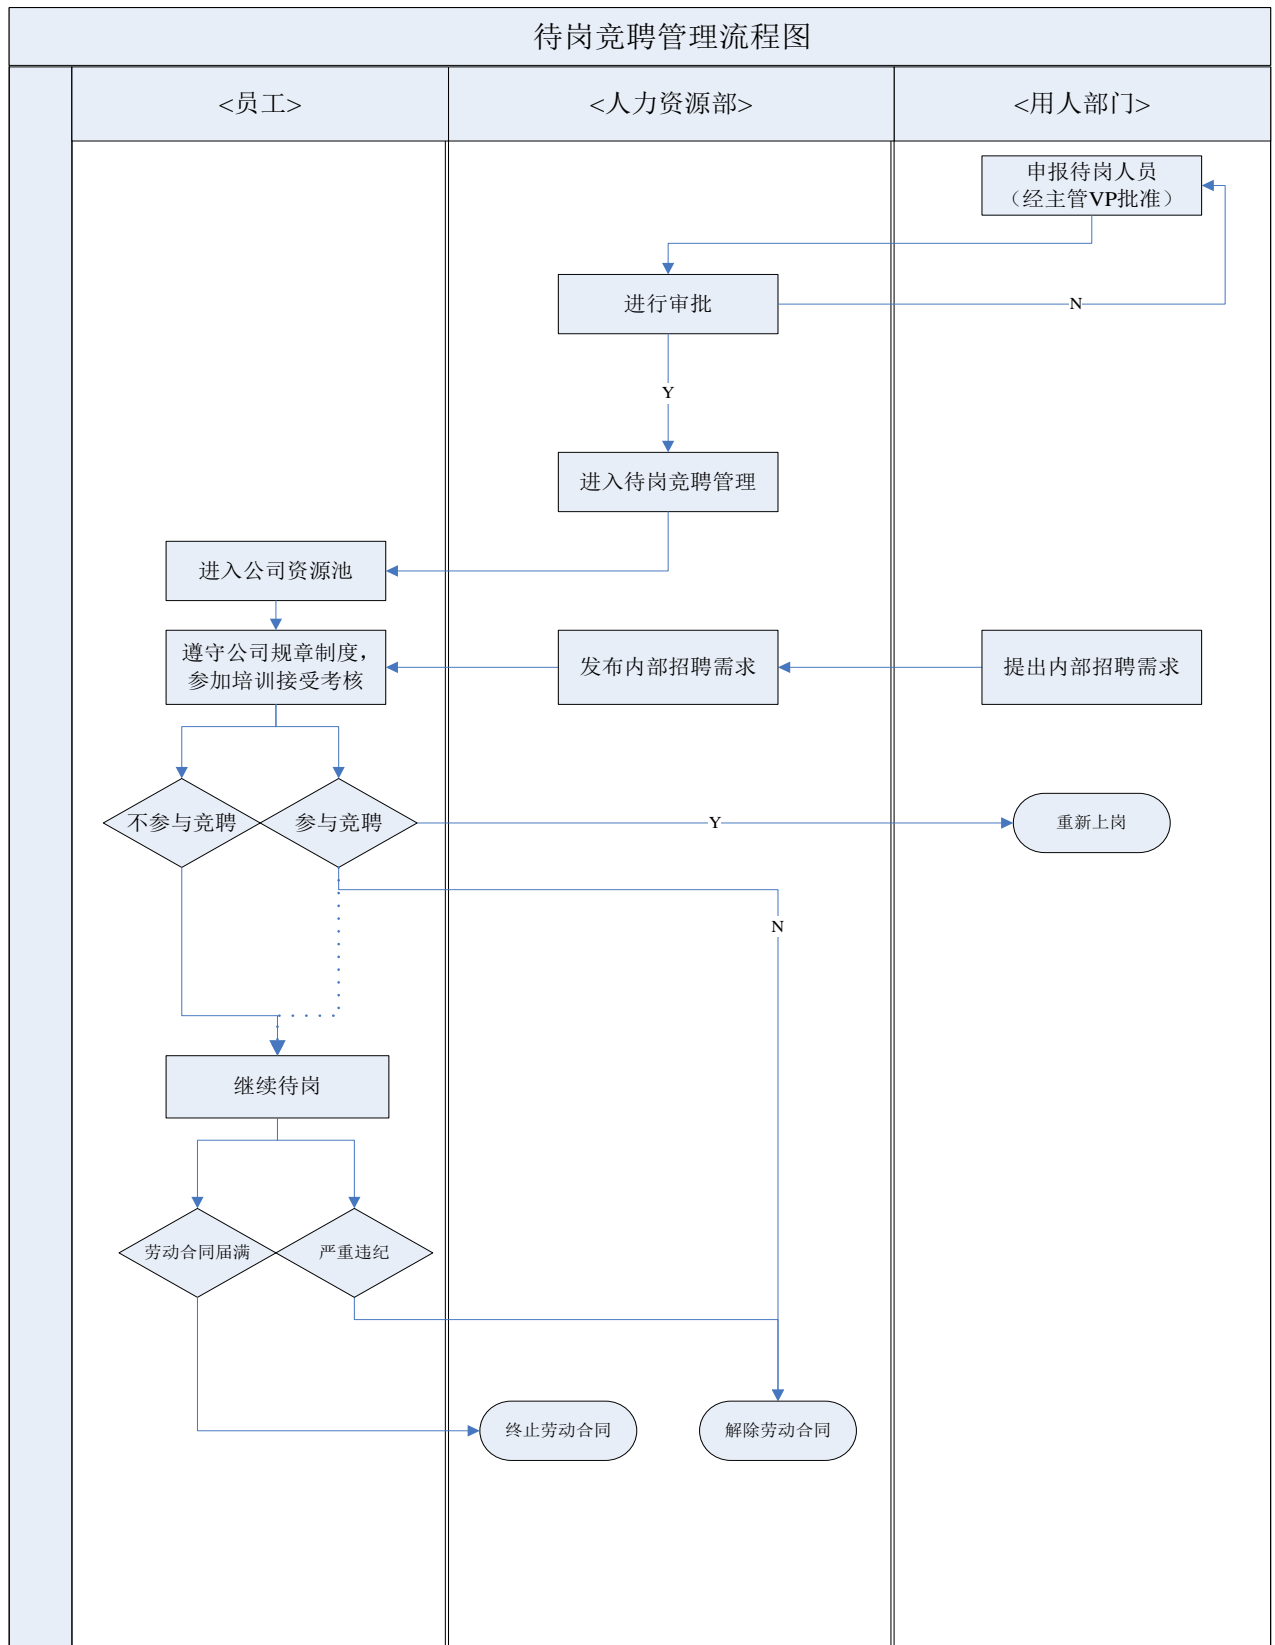 待岗竞聘管理流程图
<员工>
<人力资源部>
<用人部门>
申报待岗人员
（经主管VP批准）
进行审批
N
Y
进入待岗竞聘管理
进入公司资源池
遵守公司规章制度，
参加培训接受考核
发布内部招聘需求
提出内部招聘需求
不参与竞聘
参与竞聘
Y
重新上岗
N
继续待岗
劳动合同届满
严重违纪
终止劳动合同
解除劳动合同